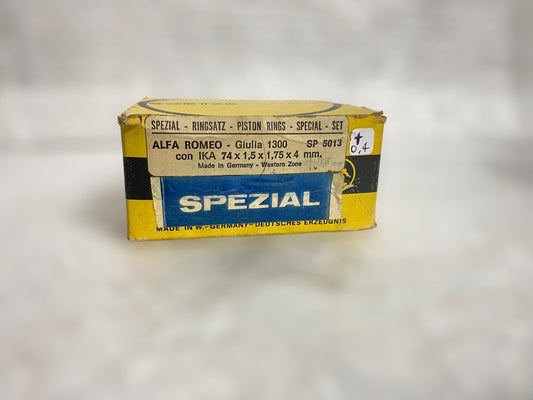 SPEZIAL - RINGSATZ - PISTON RINGS - SPECIAL - SET
ALFA ROMEO - Giulia 1300 SP 5013
con IKA 74 x 1,5 x 1,75 x 4 mm.
Made in Germany - Western Zone
+
0,4
SPEZIAL
MADE IN W.-GERMANY-DEUTSCHES ERZEUGNIS